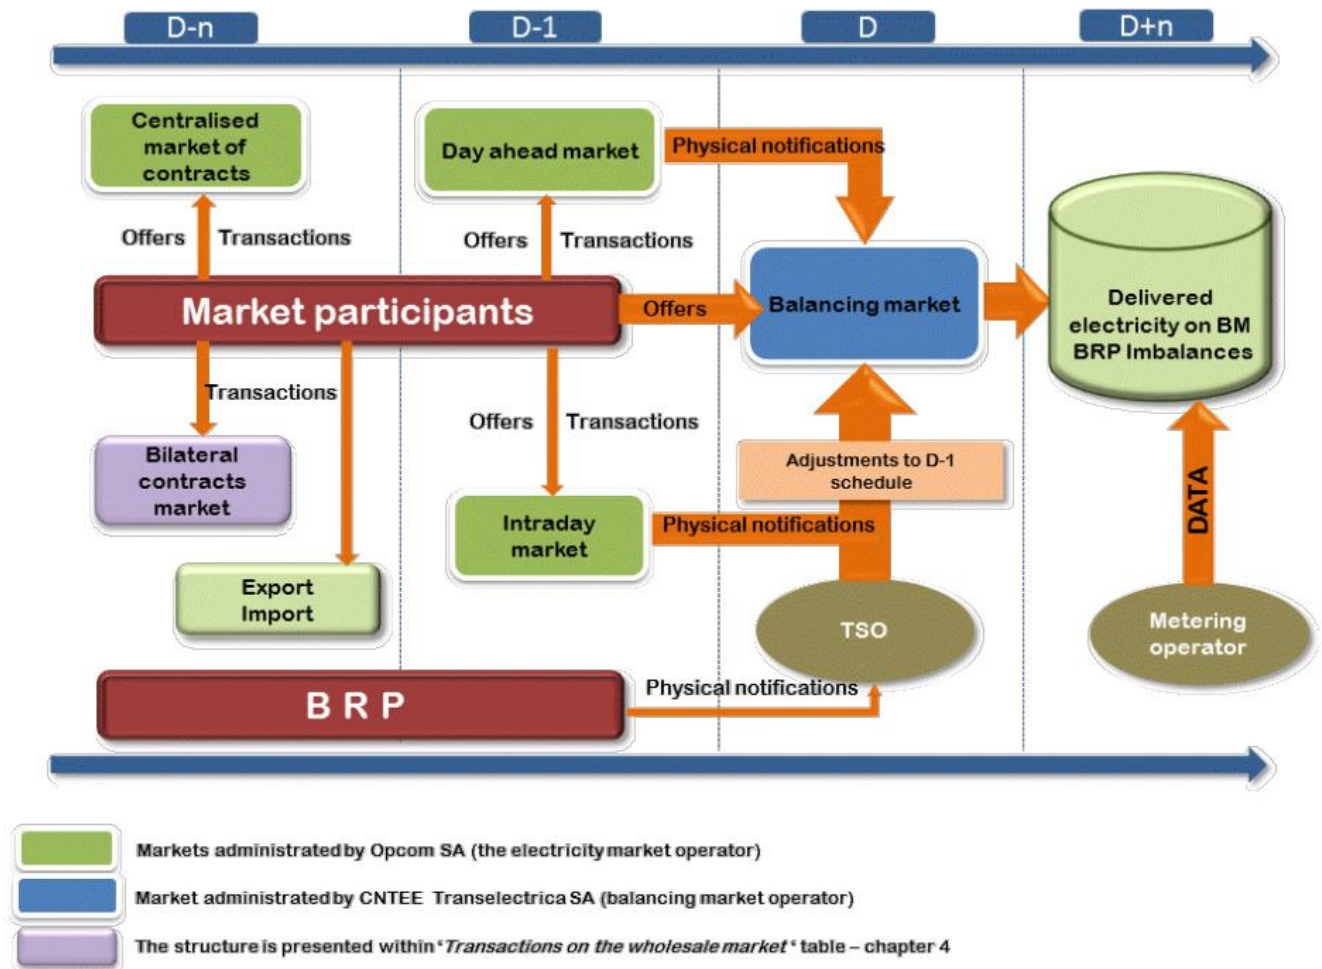 D-n
D-1
D
D+n
Centralised
market of
contracts
Day ahead market
Physical notifications
Offers
Transactions
Offers
Transactions
Market participants
Offers
Balancing market
Delivered
electricity on BM
BRP Imbalances
Transactions
Offers
Transactions
Bilateral
contracts
market
Adjustments to D-1
schedule
DATA
Intraday
market
Physical notifications
Export
Import
TSO
Metering
operator
B R P
Physical notifications
Markets administrated by Opcom SA (the electricity market operator)
Market administrated by CNTEE Transelectrica SA (balancing market operator)
The structure is presented within ‘Transactions on the wholesale market ‘ table – chapter 4